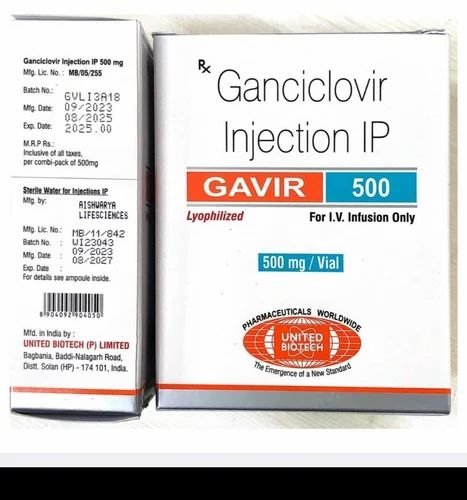 Ganciclovir Injection IP 500 mg
Mfg. Lic. No. : MB/05/255
Batch No.: GVLI3A18
Mfg. Date: 09/2023
Exp. Date: 08/2025
2025.00
M.R.P Rs.:
Inclusive of all taxes,
per combi-pack of 500mg
Sterile Water for Injections IP
Mfg. by: AISHWARYA
LIFESCIENCES
Mfg. Lic. No.: MB/11/842
Batch No. : WI23043
Mfg. Date : 09/2023
Exp. Date : 08/2027
For details see ampoule inside.
8904092904050
Mfd. in India by :
UNITED BIOTECH (P) LIMITED
Bagbania, Baddi-Nalagarh Road,
Distt. Solan (HP) - 174 101, India.
Rx
Ganciclovir
Injection IP
GAVIR 500
Lyophilized For I.V. Infusion Only
500 mg / Vial
PHARMACEUTICALS WORLDWIDE
UNITED
BIOTECH
The Emergence of a New Standard